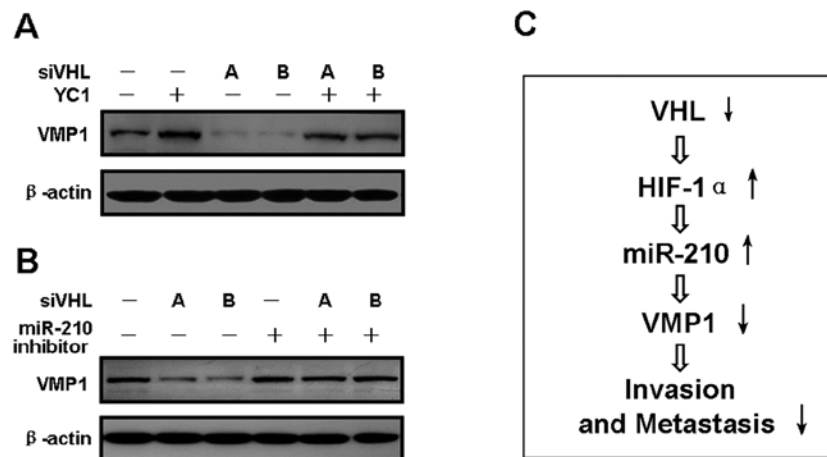 A
siVHL — — A B A B
YC1 — + — — + +
VMP1
β-actin
B
siVHL — A B — A B
miR-210 — — — + + +
inhibitor
VMP1
β-actin
C
VHL ↓
⇩
HIF-1α ↑
⇩
miR-210 ↑
⇩
VMP1 ↓
⇩
Invasion
and Metastasis ↓